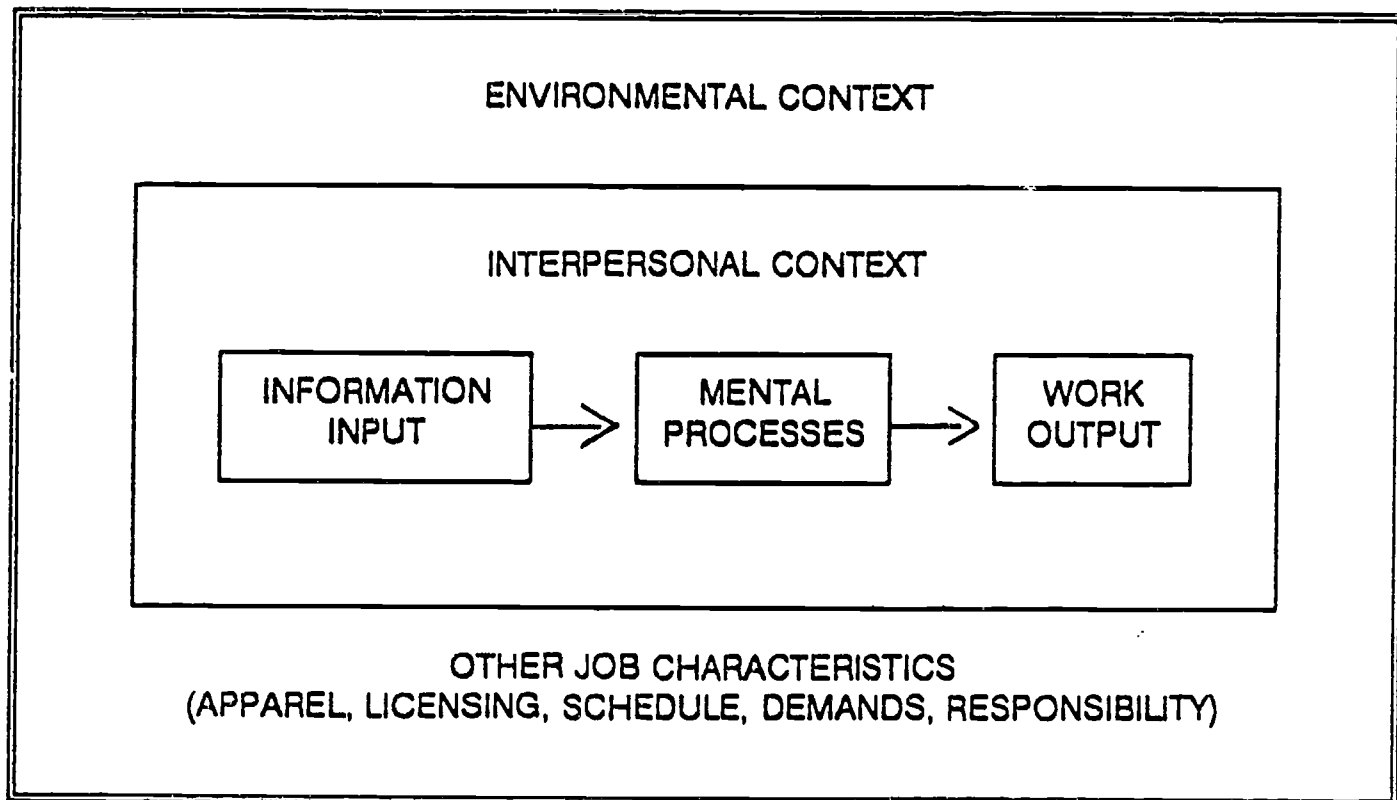 ENVIRONMENTAL CONTEXT
INTERPERSONAL CONTEXT
INFORMATION
INPUT
MENTAL
PROCESSES
WORK
OUTPUT
OTHER JOB CHARACTERISTICS
(APPAREL, LICENSING, SCHEDULE, DEMANDS, RESPONSIBILITY)